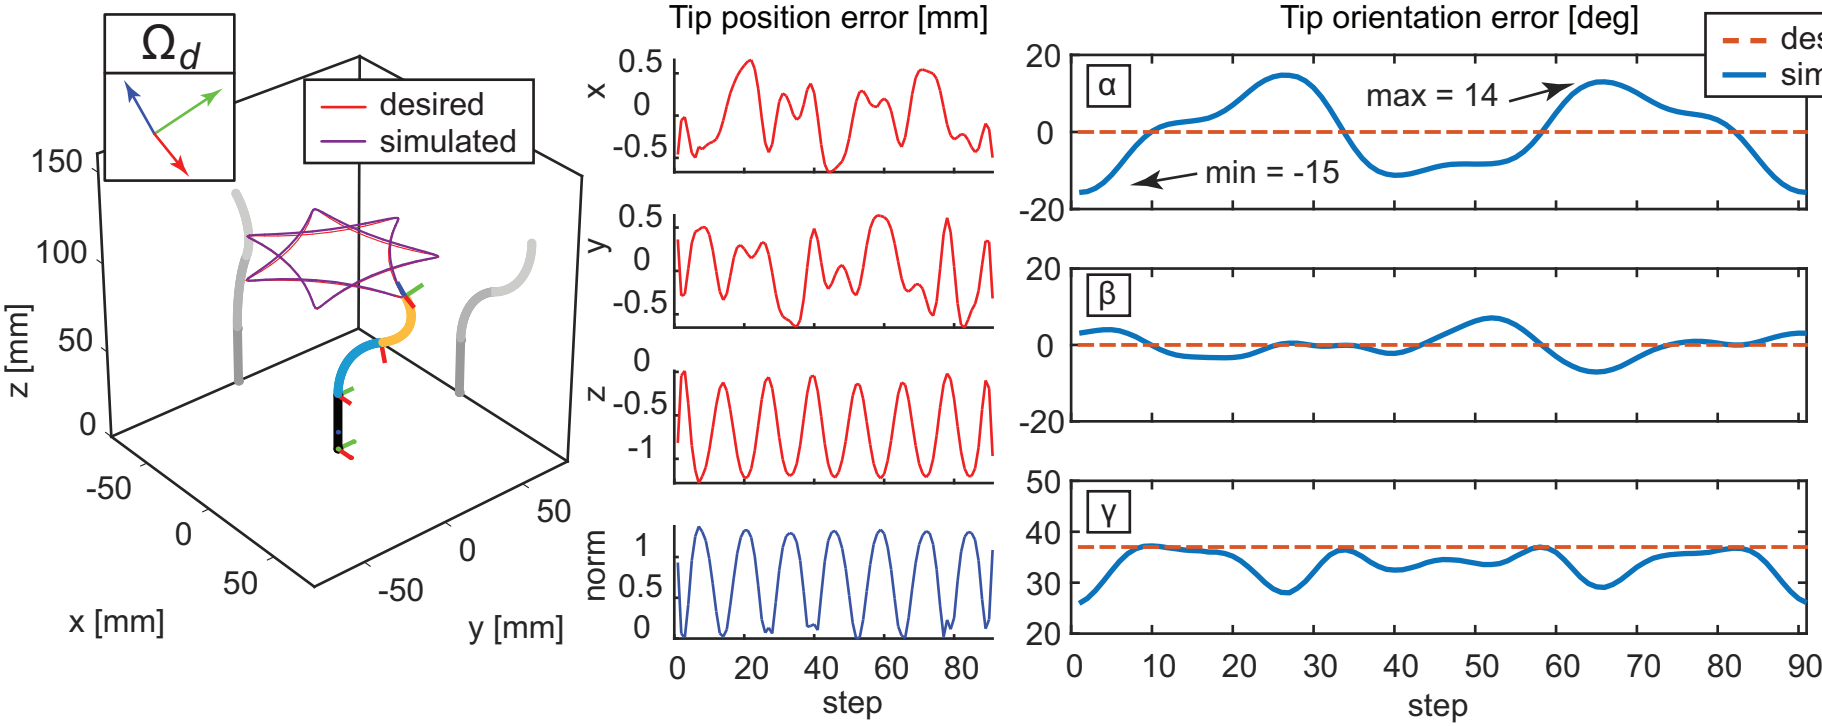 Ω_d
desired
simulated
150
100
50
0
z [mm]
-50
0
50
x [mm]
-50
0
50
y [mm]
Tip position error [mm]
x
0.5
0
-0.5
y
0.5
0
-0.5
z
0
-0.5
-1
norm
1
0.5
0
0 20 40 60 80
step
Tip orientation error [deg]
des
sim
20
0
-20
α
max = 14
min = -15
20
0
-20
β
50
40
30
20
γ
0 10 20 30 40 50 60 70 80 90
step